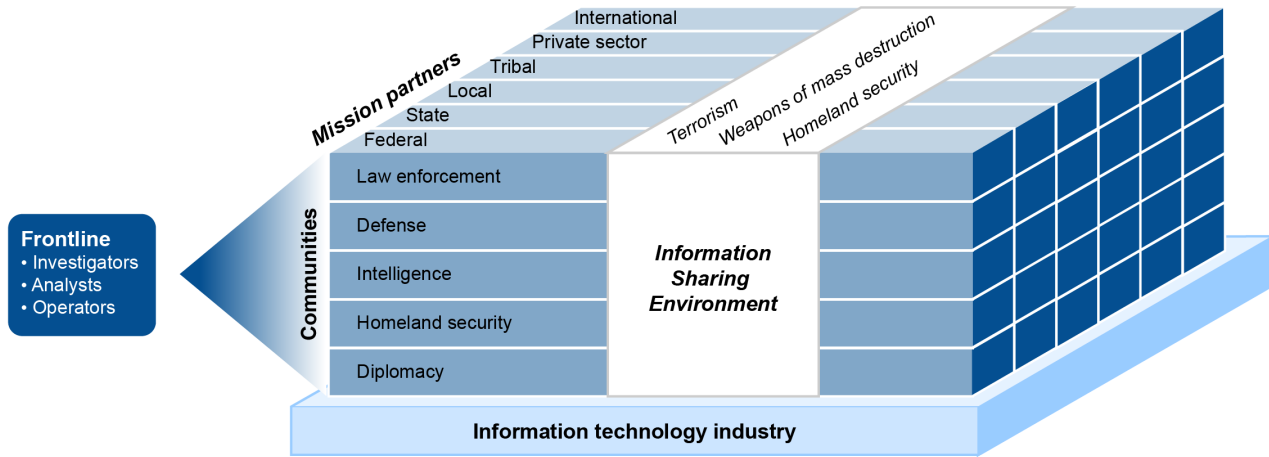 Mission partners
International
Private sector
Tribal
Local
State
Federal
Terrorism
Weapons of mass destruction
Homeland security
Frontline
• Investigators
• Analysts
• Operators
Communities
Law enforcement
Defense
Intelligence
Homeland security
Diplomacy
Information
Sharing
Environment
Information technology industry